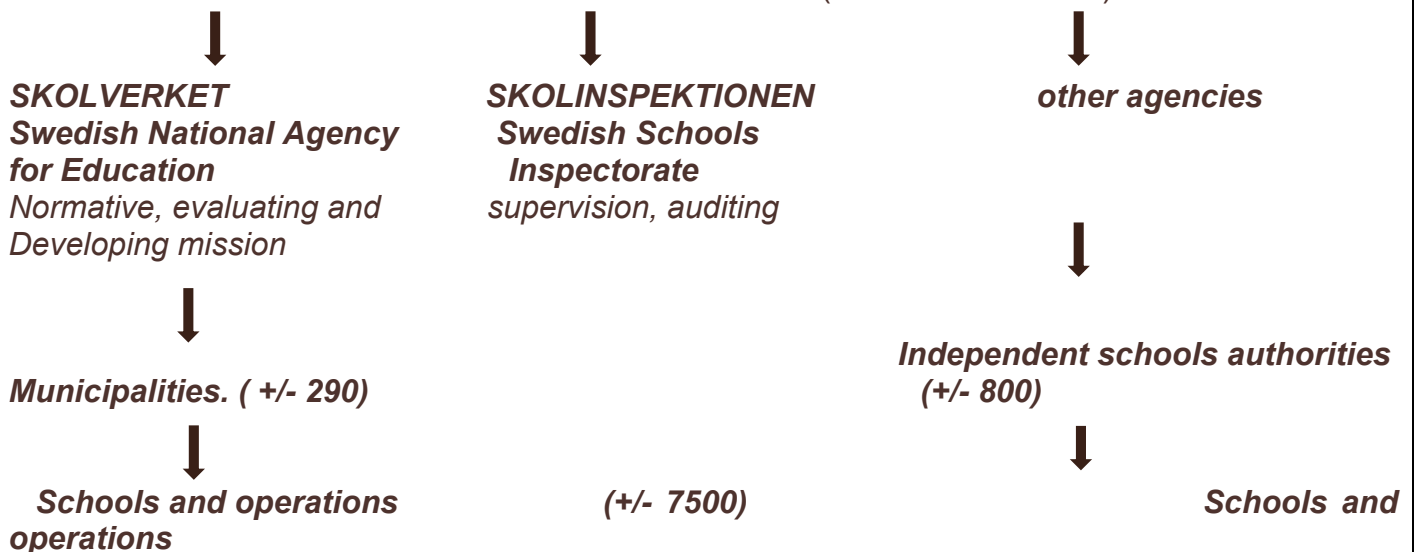 SKOLVERKET SKOLINSPEKTIONEN other agencies
Swedish National Agency Swedish Schools
for Education Inspectorate
Normative, evaluating and supervision, auditing
Developing mission
Independent schools authorities
Municipalities. ( +/- 290) (+/- 800)
Schools and operations (+/- 7500) Schools and
operations